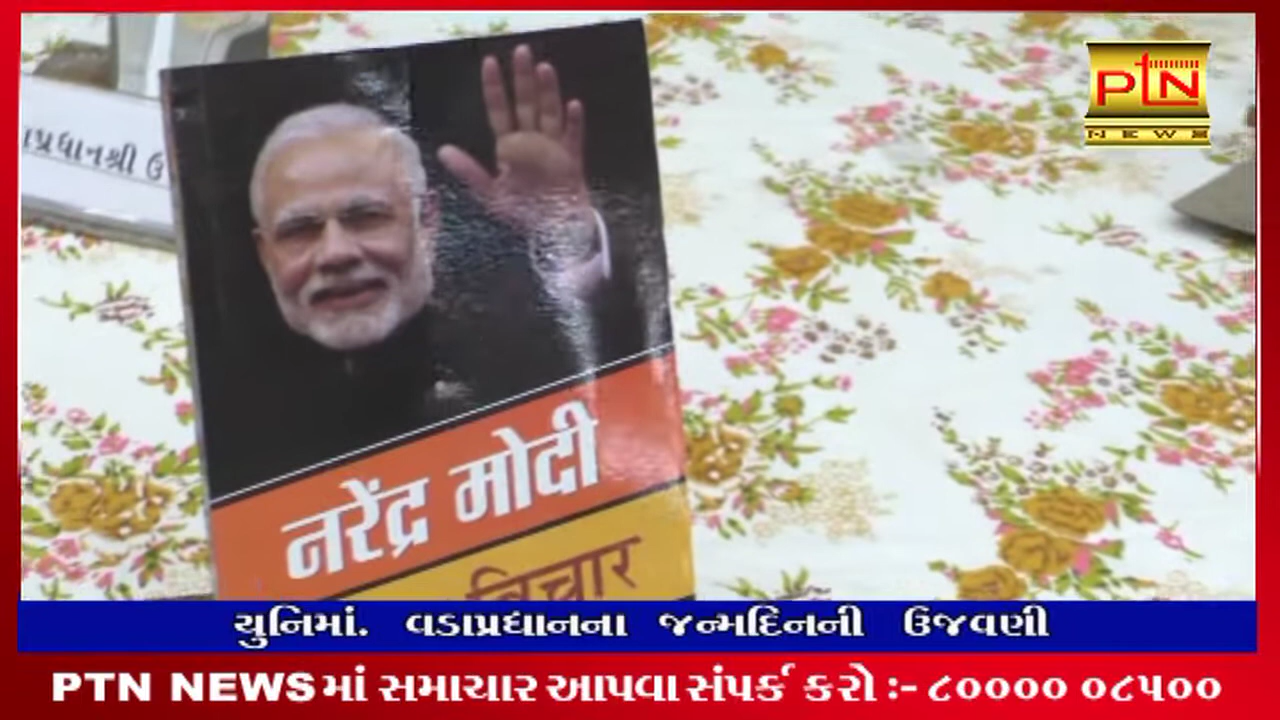 PTN
NEWS
પ્રધાનશ્રી ઉ
नरेंद्र मोदी
विचार
યુનિમાં. વડાપ્રધાનના જન્મદિનની ઉજવણી
PTN NEWSમાં સમાચાર આપવા સંપર્ક કરો :- ૮૦૦૦૦ ૦૮૫૦૦